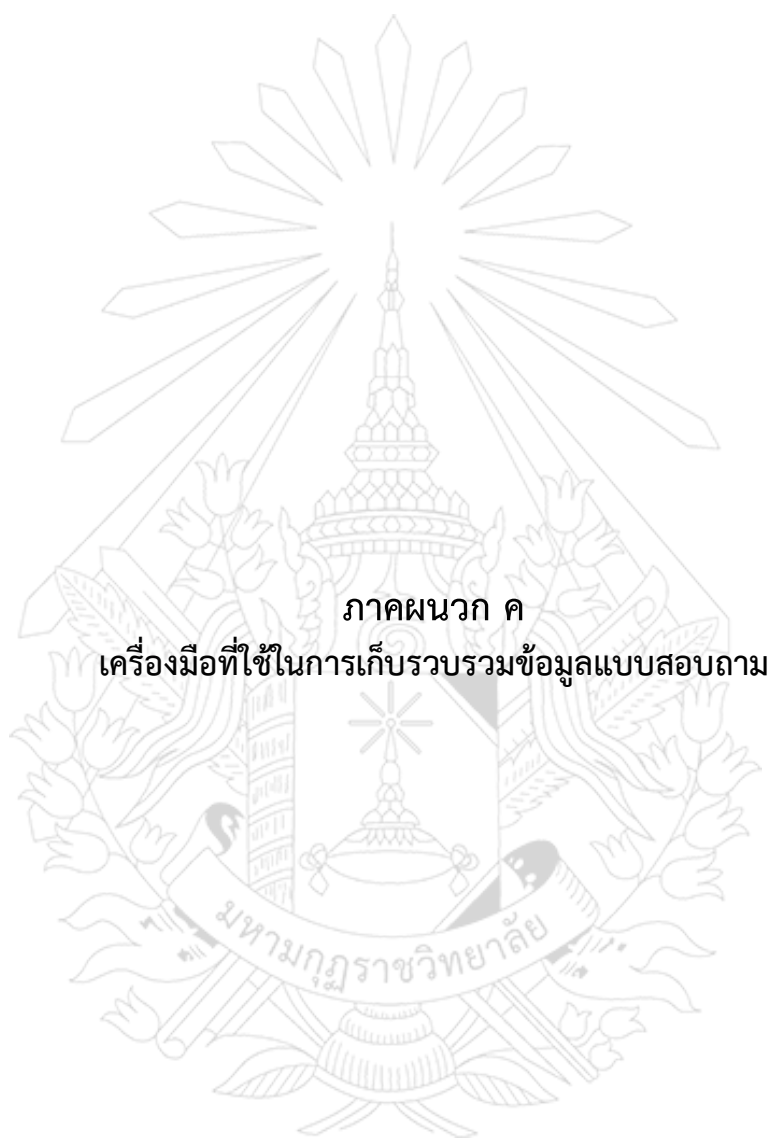 ภาคผนวก ค
เครื่องมือที่ใช้ในการเก็บรวบรวมข้อมูลแบบสอบถาม
มหามกุฏราชวิทยาลัย